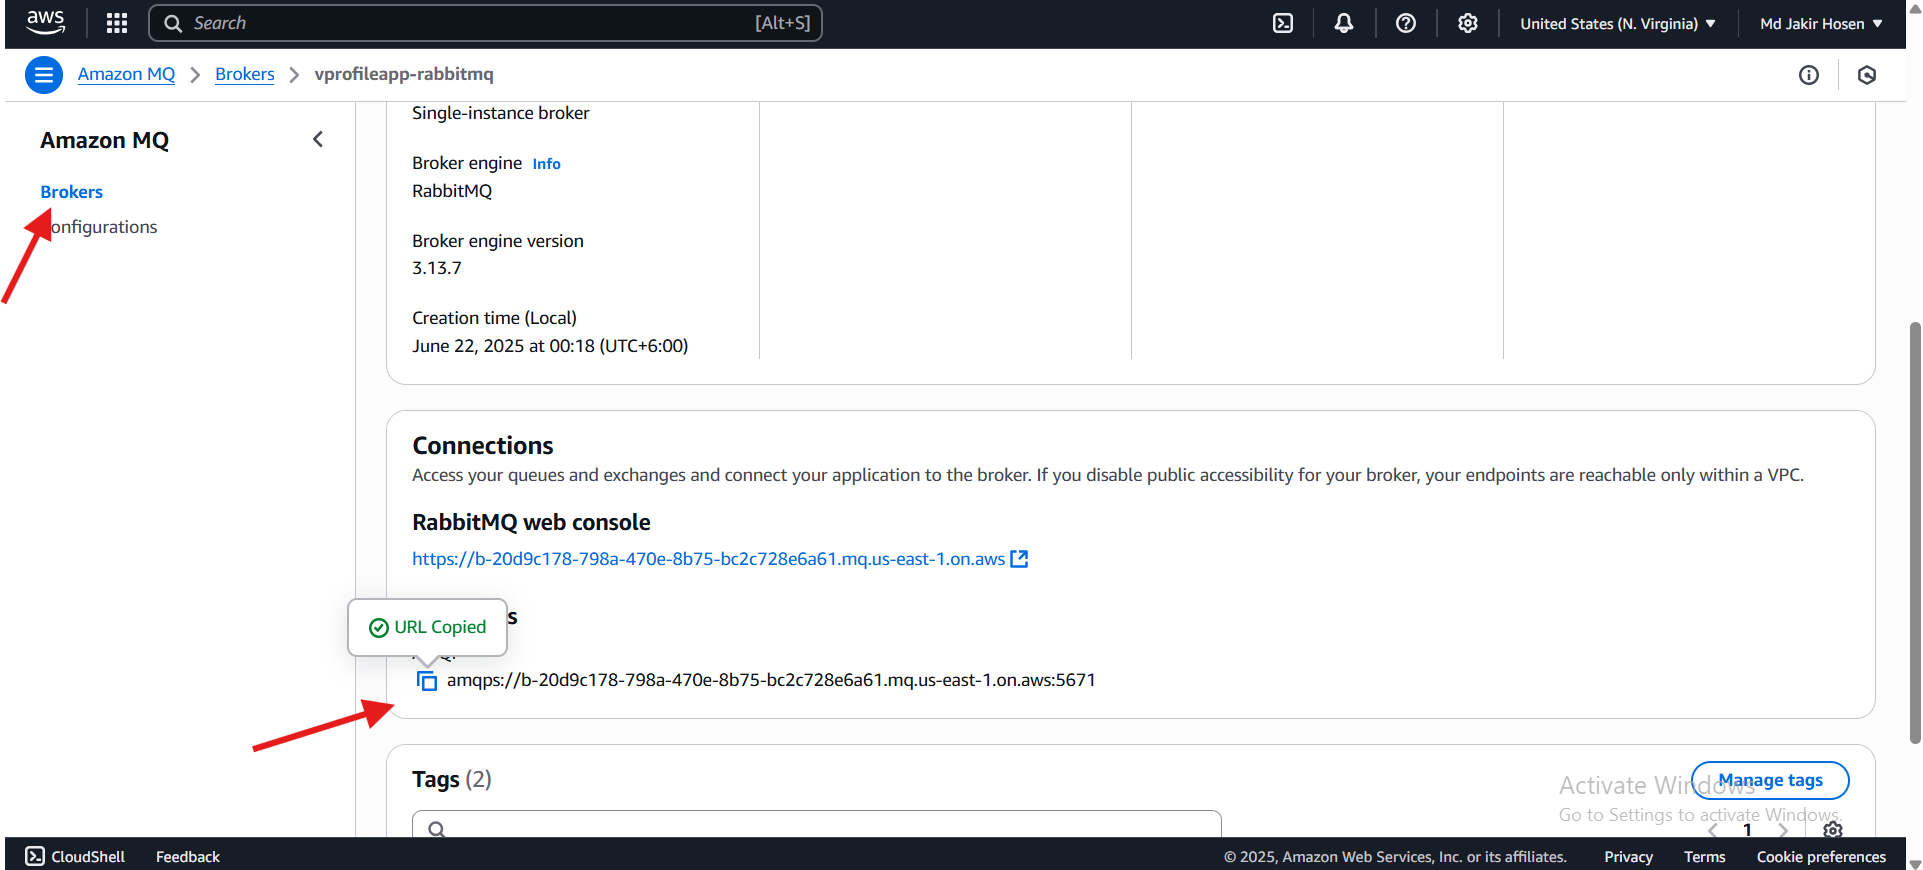 aws
Search [Alt+S]
United States (N. Virginia)
Md Jakir Hosen
Amazon MQ
Brokers
vprofileapp-rabbitmq
Amazon MQ
Brokers
onfigurations
Single-instance broker
Broker engine Info
RabbitMQ
Broker engine version
3.13.7
Creation time (Local)
June 22, 2025 at 00:18 (UTC+6:00)
Connections
Access your queues and exchanges and connect your application to the broker. If you disable public accessibility for your broker, your endpoints are reachable only within a VPC.
RabbitMQ web console
https://b-20d9c178-798a-470e-8b75-bc2c728e6a61.mq.us-east-1.on.aws
s
URL Copied
amqps://b-20d9c178-798a-470e-8b75-bc2c728e6a61.mq.us-east-1.on.aws:5671
Tags (2)
Manage tags
Activate Windows
Go to Settings to activate Windows.
1
CloudShell
Feedback
© 2025, Amazon Web Services, Inc. or its affiliates.
Privacy
Terms
Cookie preferences